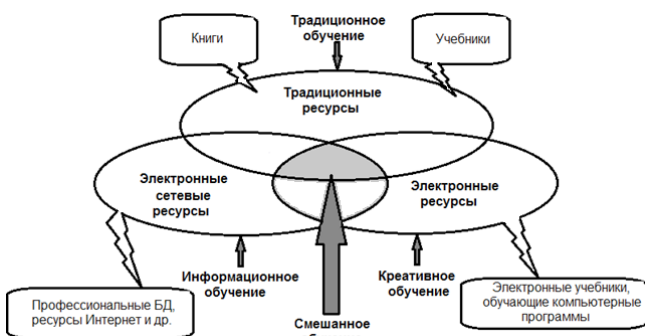 Традиционное
обучение
Книги
Учебники
Традиционные
ресурсы
Электронные
сетевые
ресурсы
Электронные
ресурсы
Информационное
обучение
Креативное
обучение
Профессиональные БД,
ресурсы Интернет и др.
Электронные учебники,
обучающие компьютерные
программы
Смешанное